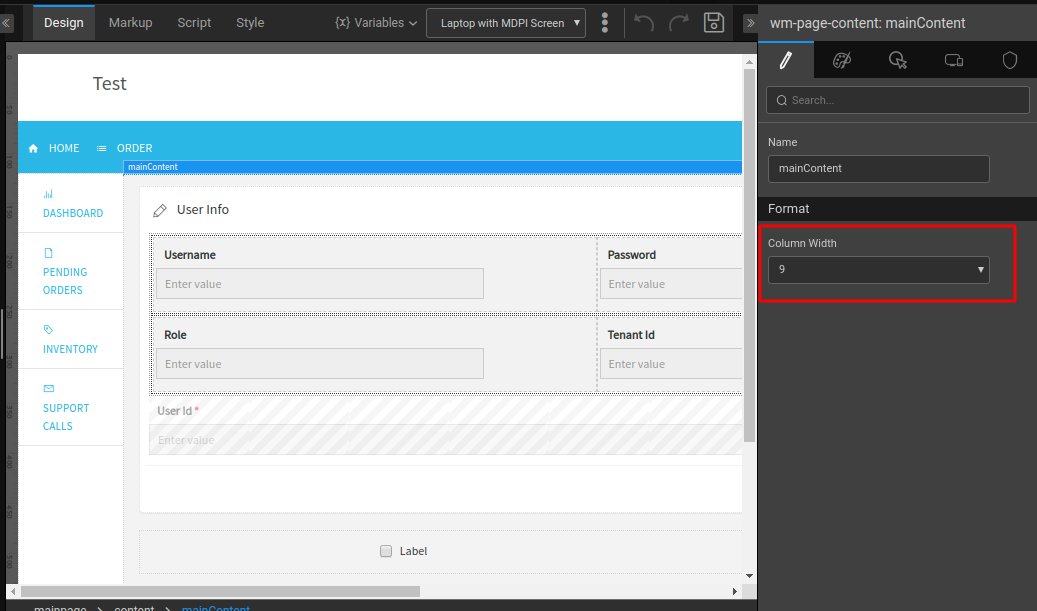 Design Markup Script Style {x} Variables Laptop with MDPI Screen
wm-page-content: mainContent
Test
Search...
Name
mainContent
Format
Column Width
9
HOME ORDER
mainContent
DASHBOARD
PENDING
ORDERS
INVENTORY
SUPPORT
CALLS
User Info
Username Password
Enter value Enter value
Role Tenant Id
Enter value Enter value
User Id *
Enter value
Label
mainpage > content > mainContent